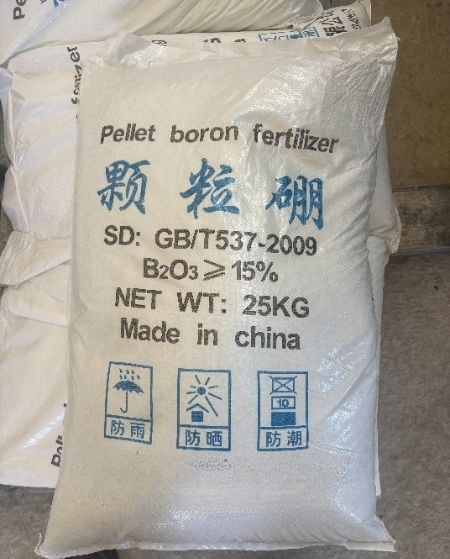 Pellet boron fertilizer
颗粒硼
SD: GB/T537-2009
B₂O₃⩾15%
NET WT: 25KG
Made in china
10
防雨
防晒
防潮